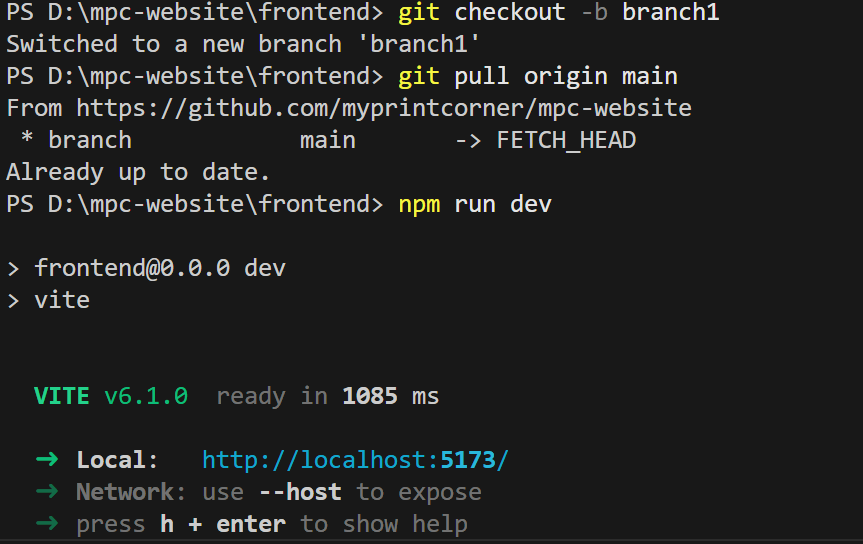 PS D:\mpc-website\frontend> git checkout -b branch1
Switched to a new branch 'branch1'
PS D:\mpc-website\frontend> git pull origin main
From https://github.com/myprintcorner/mpc-website
 * branch            main       -> FETCH_HEAD
Already up to date.
PS D:\mpc-website\frontend> npm run dev

> frontend@0.0.0 dev
> vite


  VITE v6.1.0  ready in 1085 ms

  ➜ Local:   http://localhost:5173/
  ➜ Network: use --host to expose
  ➜ press h + enter to show help